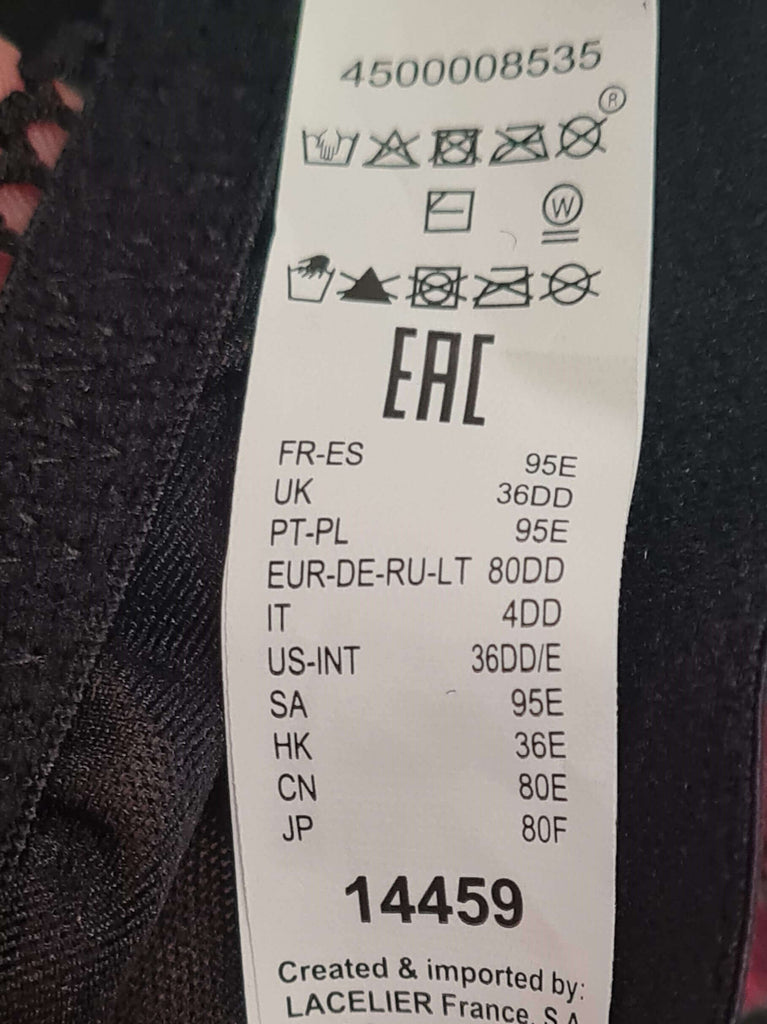 4500008535
®
W
EAC
FR-ES 95E
UK 36DD
PT-PL 95E
EUR-DE-RU-LT 80DD
IT 4DD
US-INT 36DD/E
SA 95E
HK 36E
CN 80E
JP 80F
14459
Created & imported by:
LACELIER France, S.A